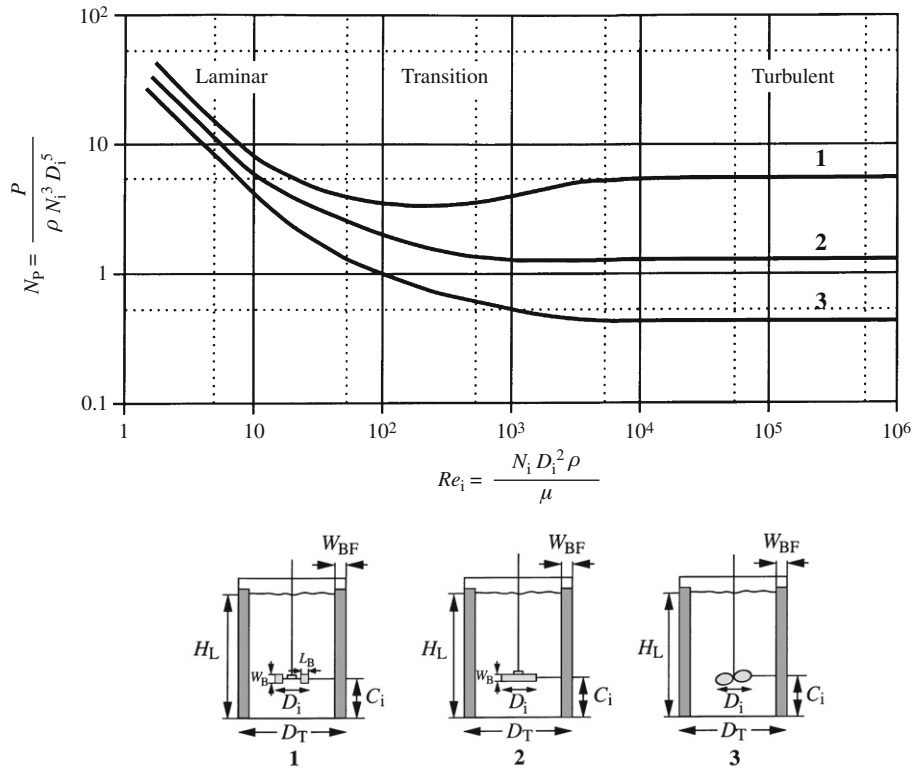 10²
10
1
0.1
N_P = P / ρ N_i³ D_i⁵
Laminar Transition Turbulent
1
2
3
1 10 10² 10³ 10⁴ 10⁵ 10⁶
Re_i = N_i D_i² ρ / μ
W_BF W_BF W_BF
H_L L_B W_B D_i C_i H_L W_B D_i C_i H_L D_i C_i
D_T D_T D_T
1 2 3